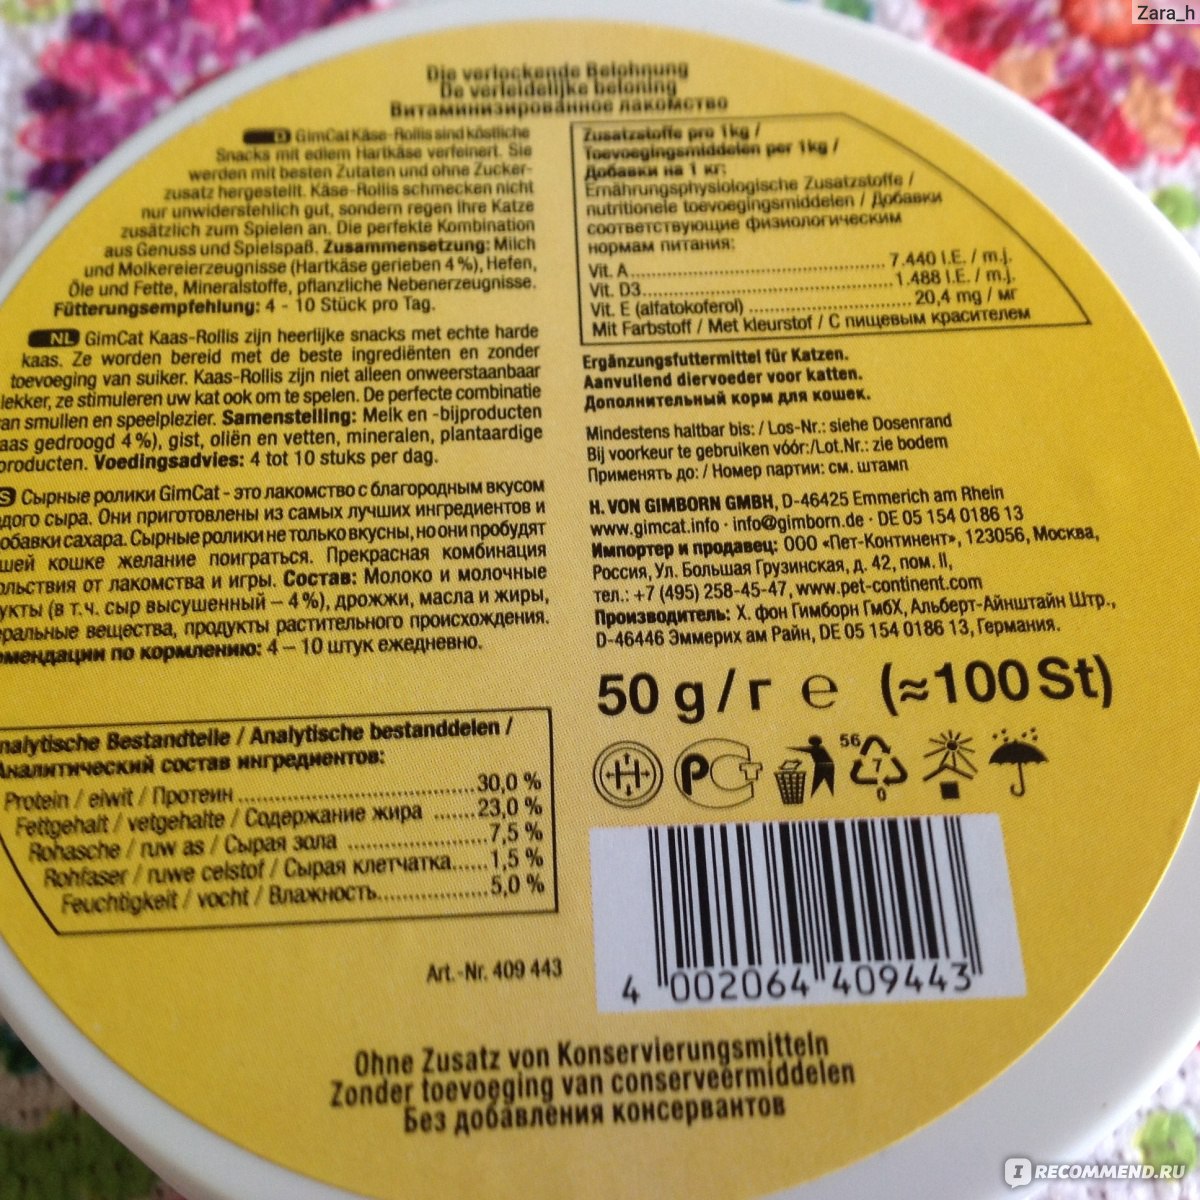 Zara_h
Die verlockende Belohnung
De verleidelijke beloning
Витаминизированное лакомство
D GimCat Käse-Rollis sind köstliche
Snacks mit edlem Hartkäse verfeinert. Sie
werden mit besten Zutaten und ohne Zucker-
zusatz hergestellt. Käse-Rollis schmecken nicht
nur unwiderstehlich gut, sondern regen Ihre Katze
zusätzlich zum Spielen an. Die perfekte Kombination
aus Genuss und Spielspaß. Zusammensetzung: Milch
und Molkereierzeugnisse (Hartkäse gerieben 4 %), Hefen,
Öle und Fette, Mineralstoffe, pflanzliche Nebenerzeugnisse.
Fütterungsempfehlung: 4 - 10 Stück pro Tag.
NL GimCat Kaas-Rollis zijn heerlijke snacks met echte harde
kaas. Ze worden bereid met de beste ingrediënten en zonder
toevoeging van suiker. Kaas-Rollis zijn niet alleen onweerstaanbaar
lekker, ze stimuleren uw kat ook om te spelen. De perfecte combinatie
an smullen en speelplezier. Samenstelling: Melk en -bijproducten
aas gedroogd 4 %), gist, oliën en vetten, mineralen, plantaardige
producten. Voedingsadvies: 4 tot 10 stuks per dag.
S Сырные ролики GimCat - это лакомство с благородным вкусом
дого сыра. Они приготовлены из самых лучших ингредиентов и
обавки сахара. Сырные ролики не только вкусны, но они пробудят
шей кошке желание поиграться. Прекрасная комбинация
ольствия от лакомства и игры. Состав: Молоко и молочные
укты (в т.ч. сыр высушенный – 4%), дрожжи, масла и жиры,
еральные вещества, продукты растительного происхождения.
омендации по кормлению: 4 – 10 штук ежедневно.
nalytische Bestandteile / Analytische bestanddelen /
Аналитический состав ингредиентов:
Protein / eiwit / Протеин ........ 30,0 %
Fettgehalt / vetgehalte / Содержание жира ....... 23,0 %
Rohasche / ruw as / Сырая зола ........ 7,5 %
Rohfaser / ruwe celstof / Сырая клетчатка...... 1,5 %
Feuchtigkeit / vocht / Влажность........ 5,0 %
Art.-Nr. 409 443
Zusatzstoffe pro 1kg /
Toevoegingsmiddelen per 1kg /
Добавки на 1 кг:
Ernährungsphysiologische Zusatzstoffe /
nutritionele toevoegingsmiddelen / Добавки
соответствующие физиологическим
нормам питания:
Vit. A........ 7.440 I.E. / m.j.
Vit. D3........ 1.488 I.E. / m.j.
Vit. E (alfatokoferol) ........ 20,4 mg / мг
Mit Farbstoff / Met kleurstof / С пищевым красителем
Ergänzungsfuttermittel für Katzen.
Aanvullend diervoeder voor katten.
Дополнительный корм для кошек.
Mindestens haltbar bis: / Los-Nr.: siehe Dosenrand
Bij voorkeur te gebruiken vóór:/Lot.Nr.: zie bodem
Применять до: / Номер партии: см. штамп
H. VON GIMBORN GMBH, D-46425 Emmerich am Rhein
www.gimcat.info · info@gimborn.de · DE 05 154 0186 13
Импортер и продавец: ООО «Пет-Континент», 123056, Москва,
Россия, Ул. Большая Грузинская, д. 42, пом. II,
тел.: +7 (495) 258-45-47, www.pet-continent.com
Производитель: Х. фон Гимборн ГмбХ, Альберт-Айнштайн Штр.,
D-46446 Эммерих ам Райн, DE 05 154 0186 13, Германия.
50 g / г ℮ (≈100 St)
H
РСТ
56
7
0
4 002064 409443
Ohne Zusatz von Konservierungsmitteln
Zonder toevoeging van conserveermiddelen
Без добавления консервантов
I RECOMMEND.RU